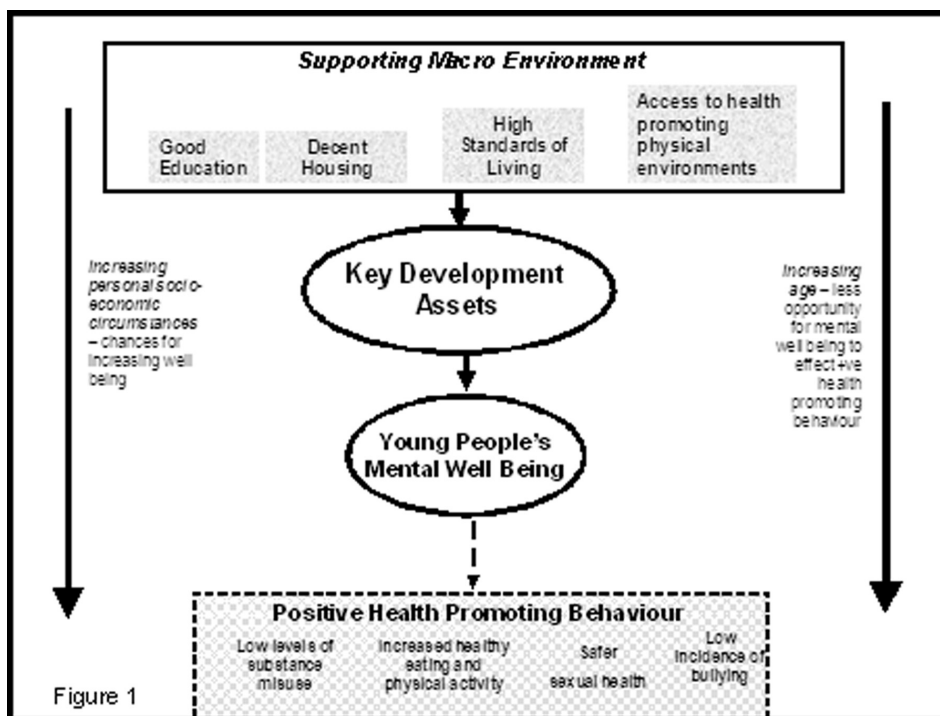 Supporting Macro Environment
Good
Education
Decent
Housing
High
Standards of
Living
Access to health
promoting
physical
environments
Key Development
Assets
Increasing
personal socio-
economic
circumstances
– chances for
increasing well
being
Increasing
age – less
opportunity
for mental
well being to
effect +ve
health
promoting
behaviour
Young People's
Mental Well Being
Positive Health Promoting Behaviour
Low levels of
substance
misuse
Increased healthy
eating and
physical activity
Safer
sexual health
Low
incidence of
bullying
Figure 1